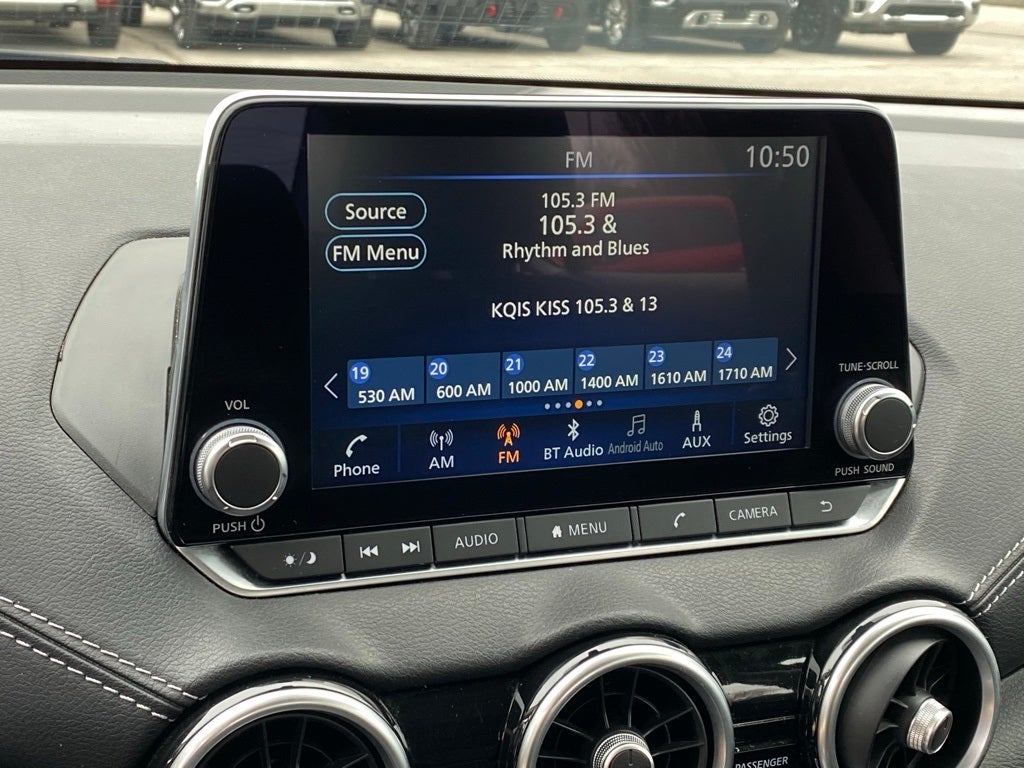 FM
10:50
Source
FM Menu
105.3 FM
105.3 &
Rhythm and Blues
KQIS KISS 105.3 & 13
19
530 AM
20
600 AM
21
1000 AM
22
1400 AM
23
1610 AM
24
1710 AM
Phone
AM
FM
BT Audio
Android Auto
AUX
Settings
VOL
PUSH
TUNE·SCROLL
PUSH SOUND
AUDIO
MENU
CAMERA
PASSENGER